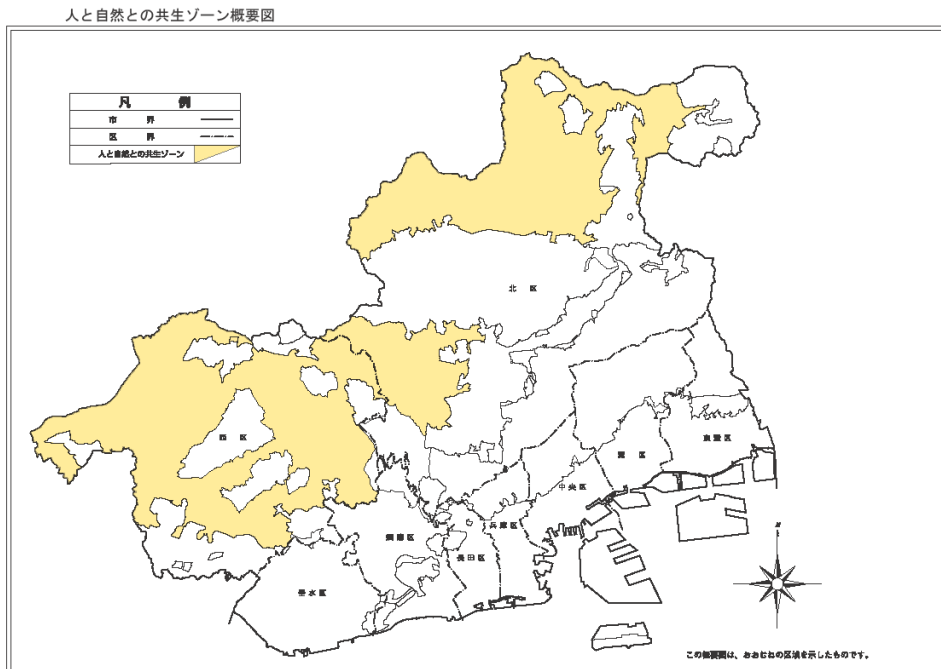 人と自然との共生ゾーン概要図
凡 例
市 界
区 界
人と自然との共生ゾーン
北 区
西 区
東灘区
灘 区
中央区
兵庫区
須磨区
長田区
垂水区
N
この概要図は、おおむねの区域を示したものです。